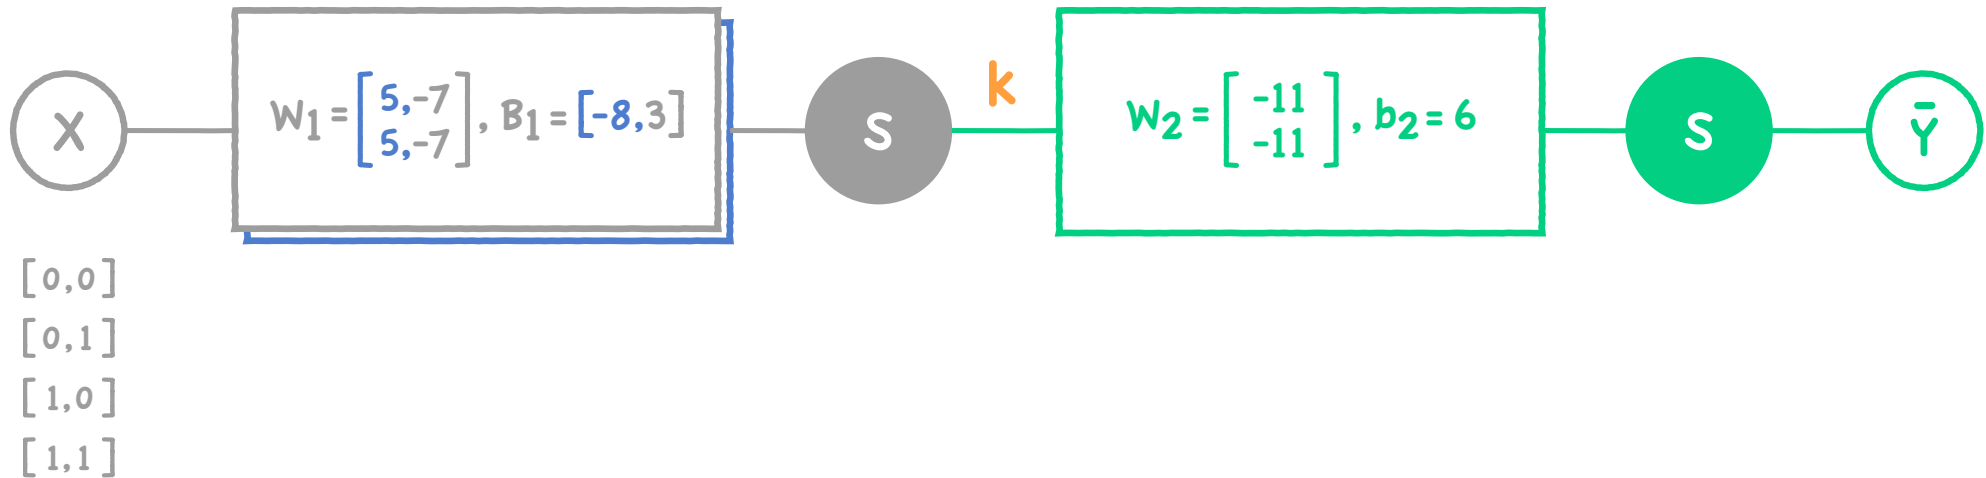 X
W₁ = [5,-7
5,-7], B₁ = [-8,3]
S
k
W₂ = [-11
-11], b₂ = 6
S
Ȳ
[0,0]
[0,1]
[1,0]
[1,1]